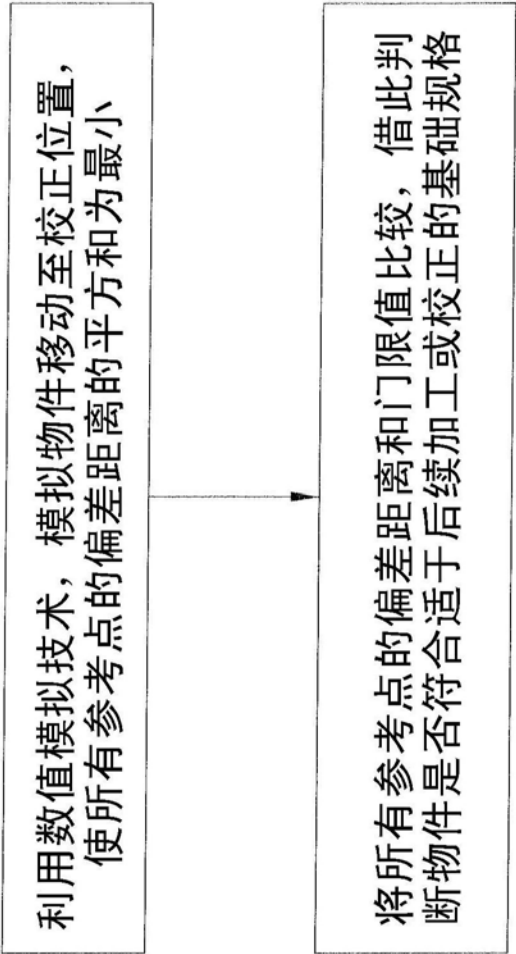 利用数值模拟技术，模拟物件移动至校正位置，
使所有参考点的偏差距离的平方和为最小
将所有参考点的偏差距离和门限值比较，借此判
断物件是否符合适于后续加工或校正的基础规格